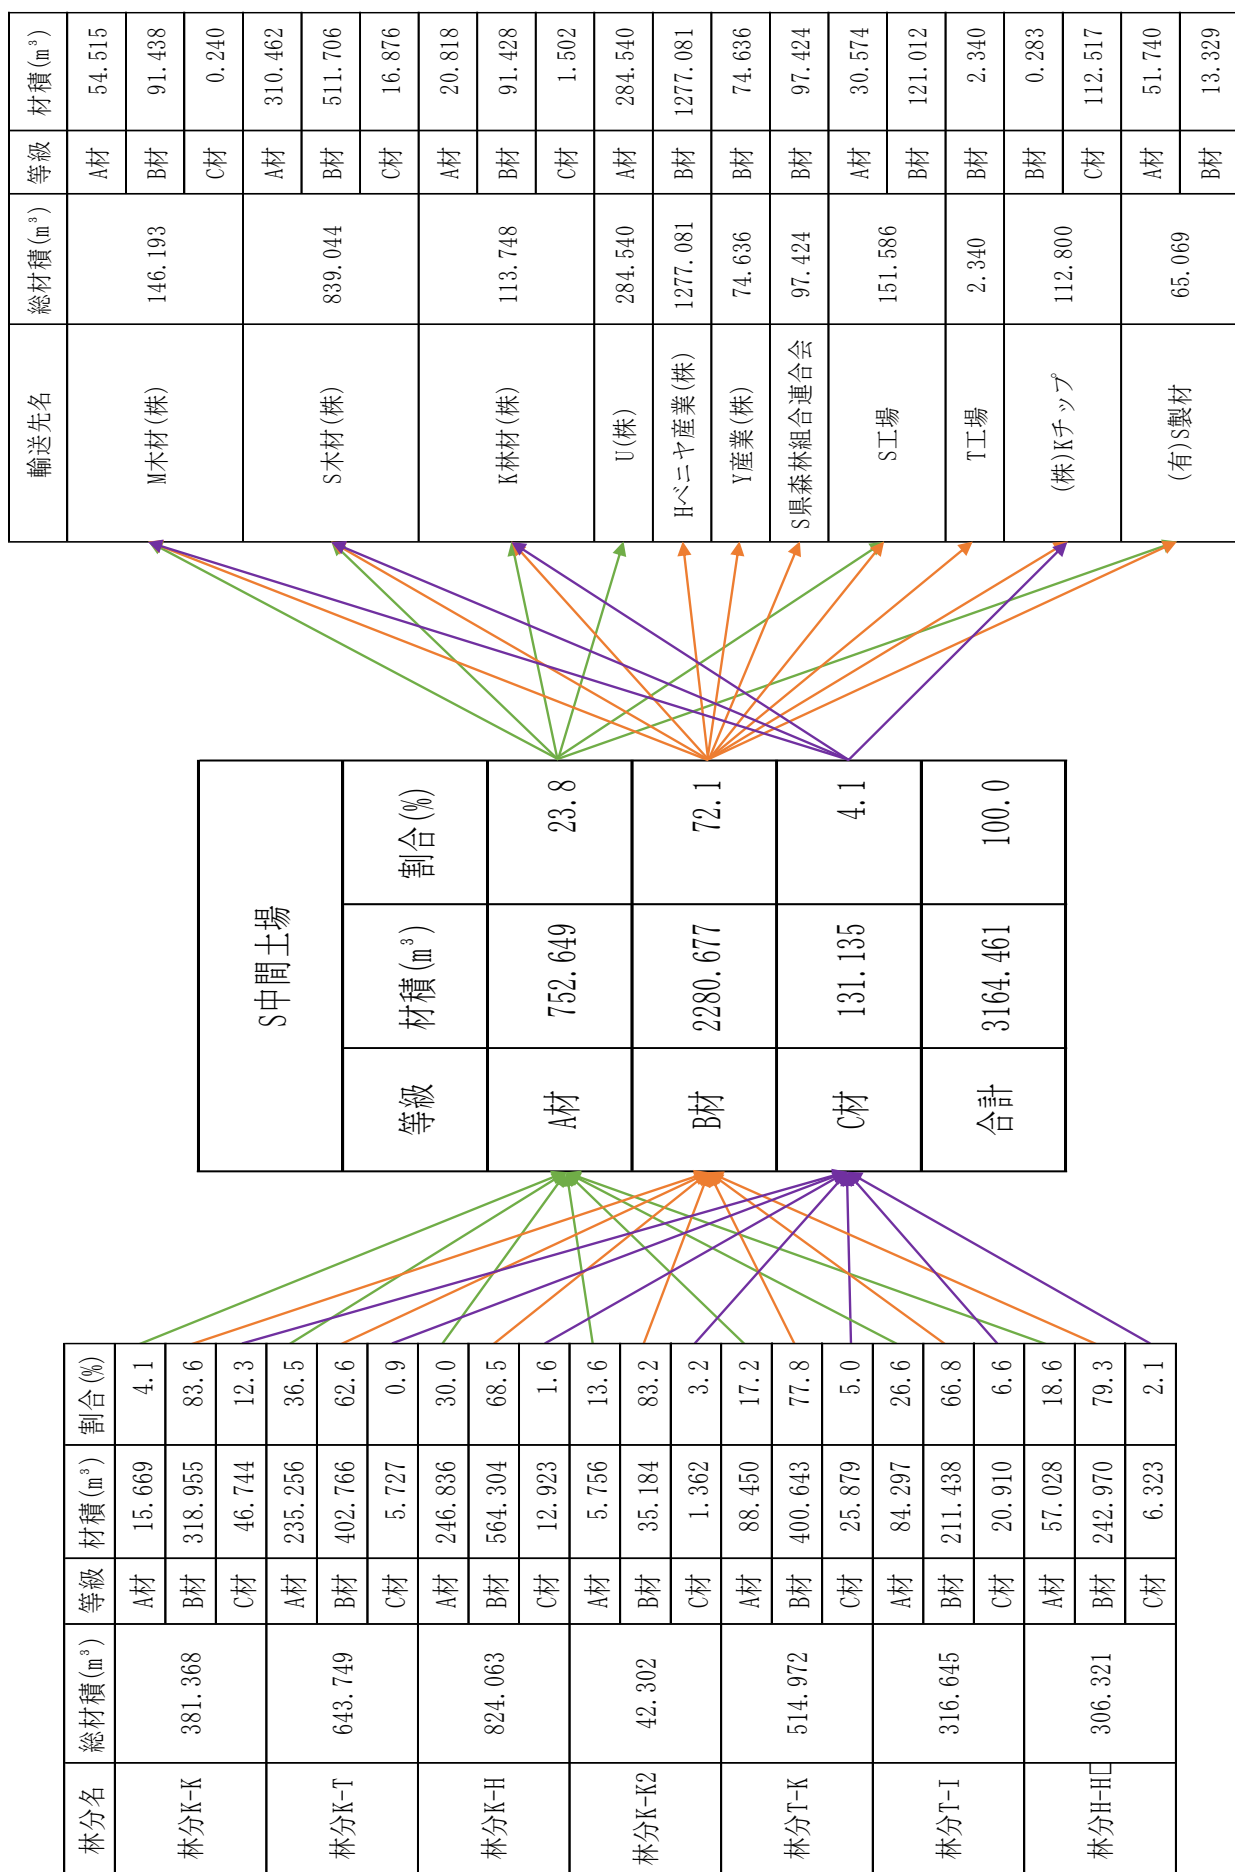 林分名 総材積(m³) 等級 材積(m³) 割合(%)
林分K-K 381.368 A材 15.669 4.1
B材 318.955 83.6
C材 46.744 12.3
林分K-T 643.749 A材 235.256 36.5
B材 402.766 62.6
C材 5.727 0.9
林分K-H 824.063 A材 246.836 30.0
B材 564.304 68.5
C材 12.923 1.6
林分K-K2 42.302 A材 5.756 13.6
B材 35.184 83.2
C材 1.362 3.2
林分T-K 514.972 A材 88.450 17.2
B材 400.643 77.8
C材 25.879 5.0
林分T-I 316.645 A材 84.297 26.6
B材 211.438 66.8
C材 20.910 6.6
林分H-H□ 306.321 A材 57.028 18.6
B材 242.970 79.3
C材 6.323 2.1
S中間土場
等級 材積(m³) 割合(%)
A材 752.649 23.8
B材 2280.677 72.1
C材 131.135 4.1
合計 3164.461 100.0
輸送先名 総材積(m³) 等級 材積(m³)
M木材(株) 146.193 A材 54.515
B材 91.438
C材 0.240
S木材(株) 839.044 A材 310.462
B材 511.706
C材 16.876
K林材(株) 113.748 A材 20.818
B材 91.428
C材 1.502
U(株) 284.540 A材 284.540
Hベニヤ産業(株) 1277.081 B材 1277.081
Y産業(株) 74.636 B材 74.636
S県森林組合連合会 97.424 B材 97.424
S工場 151.586 A材 30.574
B材 121.012
T工場 2.340 B材 2.340
(株)Kチップ 112.800 B材 0.283
C材 112.517
(有)S製材 65.069 A材 51.740
B材 13.329